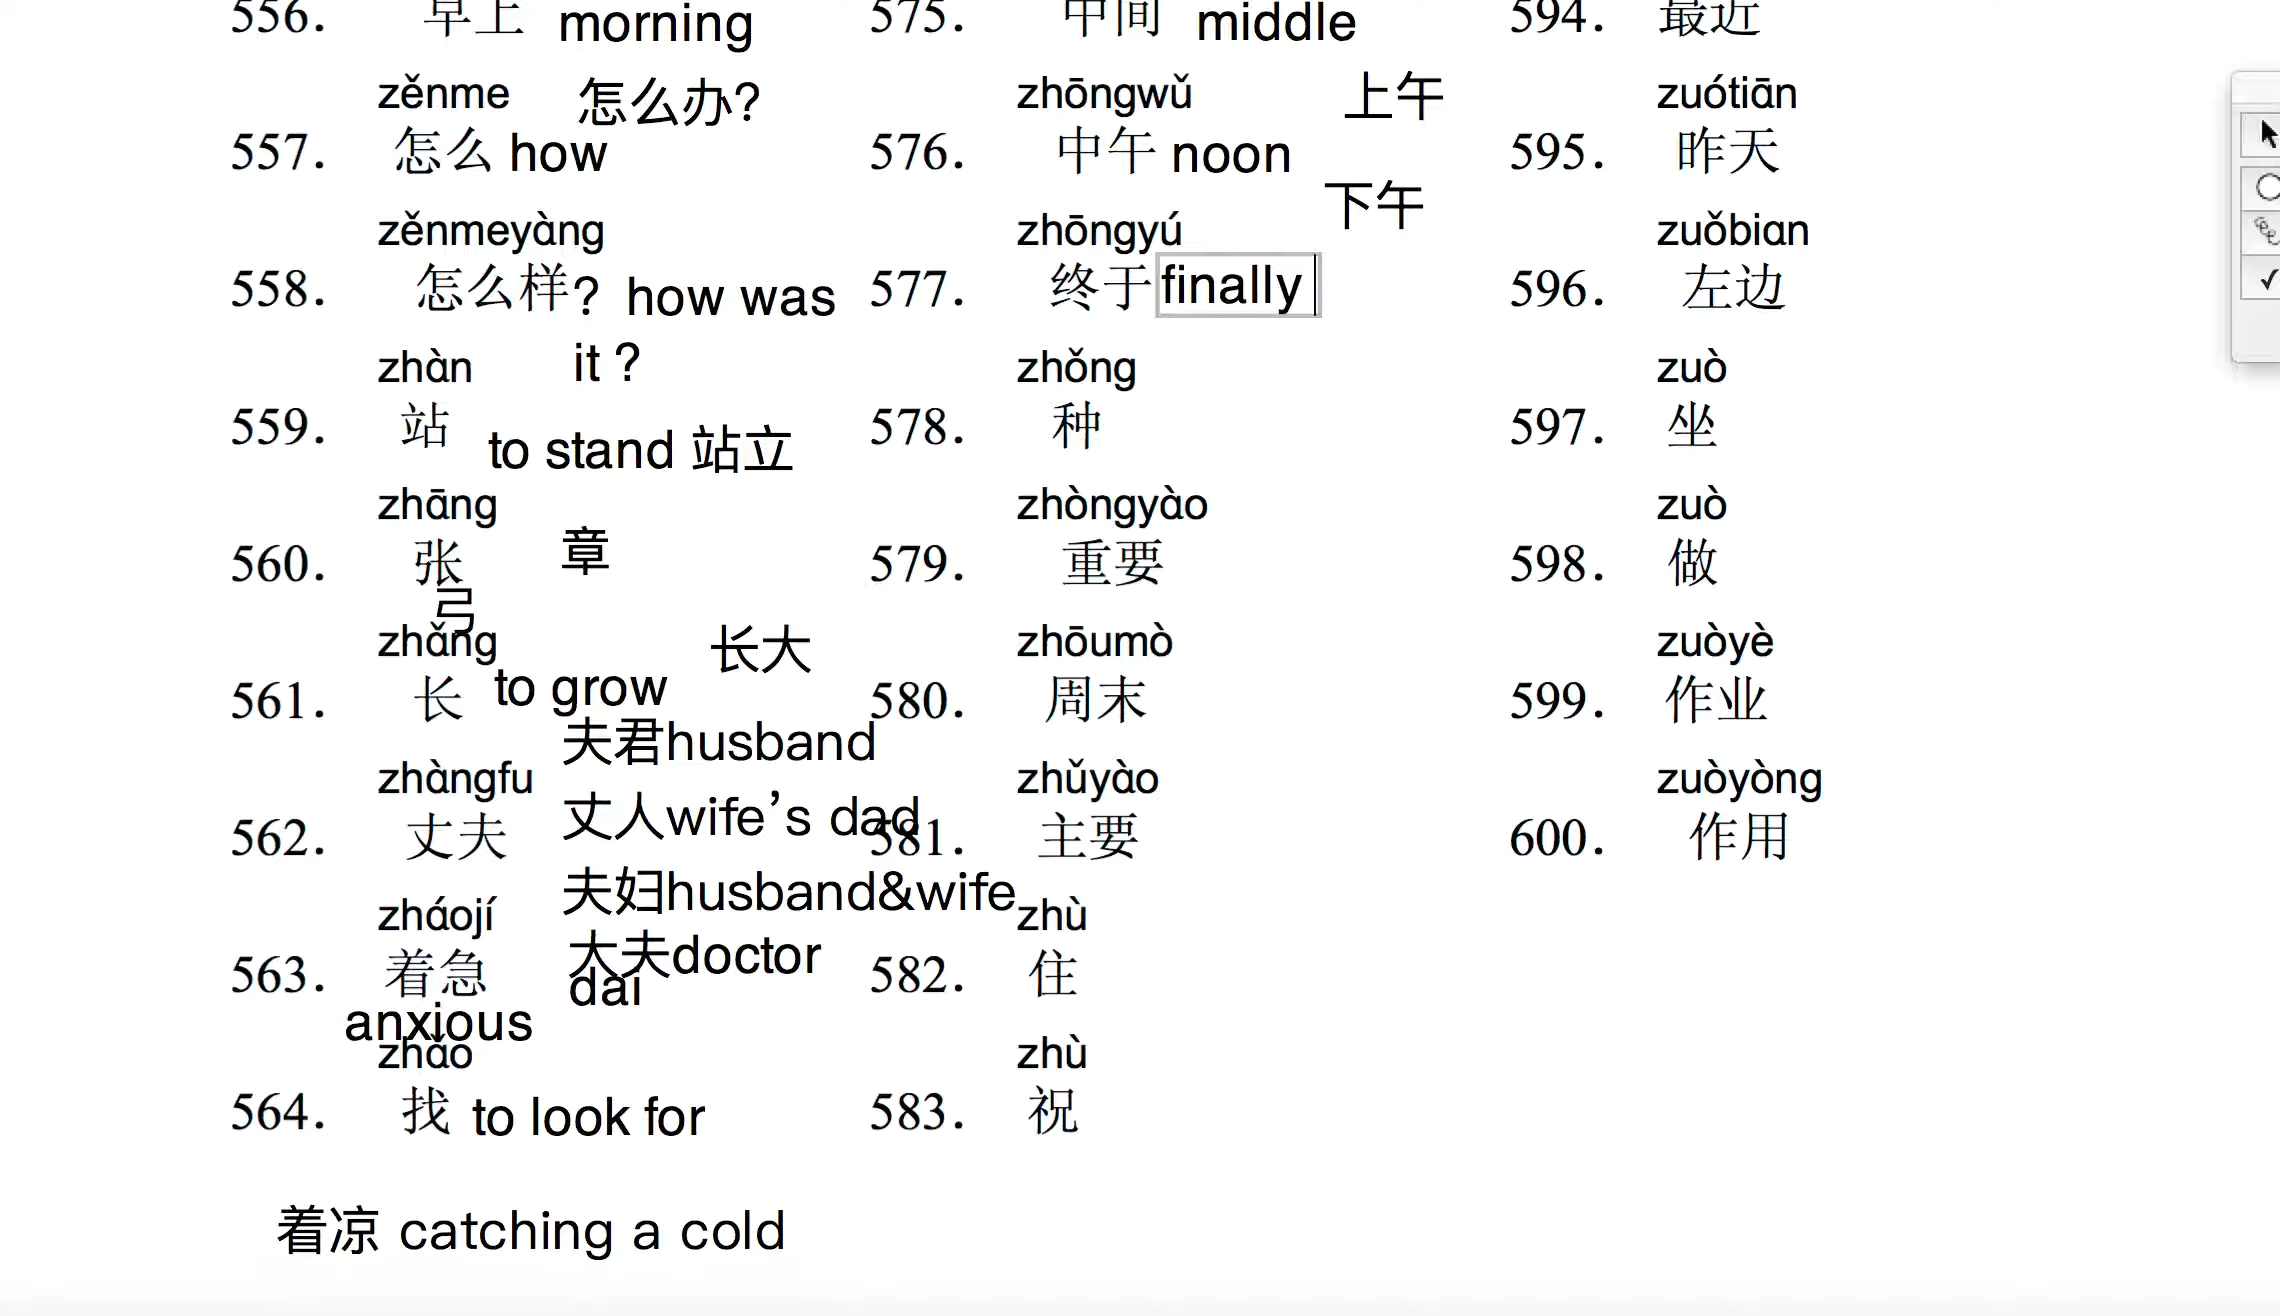 556. 早上 morning
zěnme 怎么办?
557. 怎么 how
zěnmeyàng
558. 怎么样? how was
it ?
zhàn
559. 站 to stand 站立
zhāng
560. 张 章
弓
zhǎng 长大
561. 长 to grow
夫君husband
zhàngfu
562. 丈夫 丈人wife's dad
夫妇husband&wife
zháojí
563. 着急 大夫doctor
dai
anxious
zhǎo
564. 找 to look for
着凉 catching a cold
575. 中间 middle
zhōngwǔ 上午
576. 中午 noon
下午
zhōngyú
577. 终于 finally
zhǒng
578. 种
zhòngyào
579. 重要
zhōumò
580. 周末
zhǔyào
581. 主要
zhù
582. 住
zhù
583. 祝
594. 最近
zuótiān
595. 昨天
zuǒbian
596. 左边
zuò
597. 坐
zuò
598. 做
zuòyè
599. 作业
zuòyòng
600. 作用